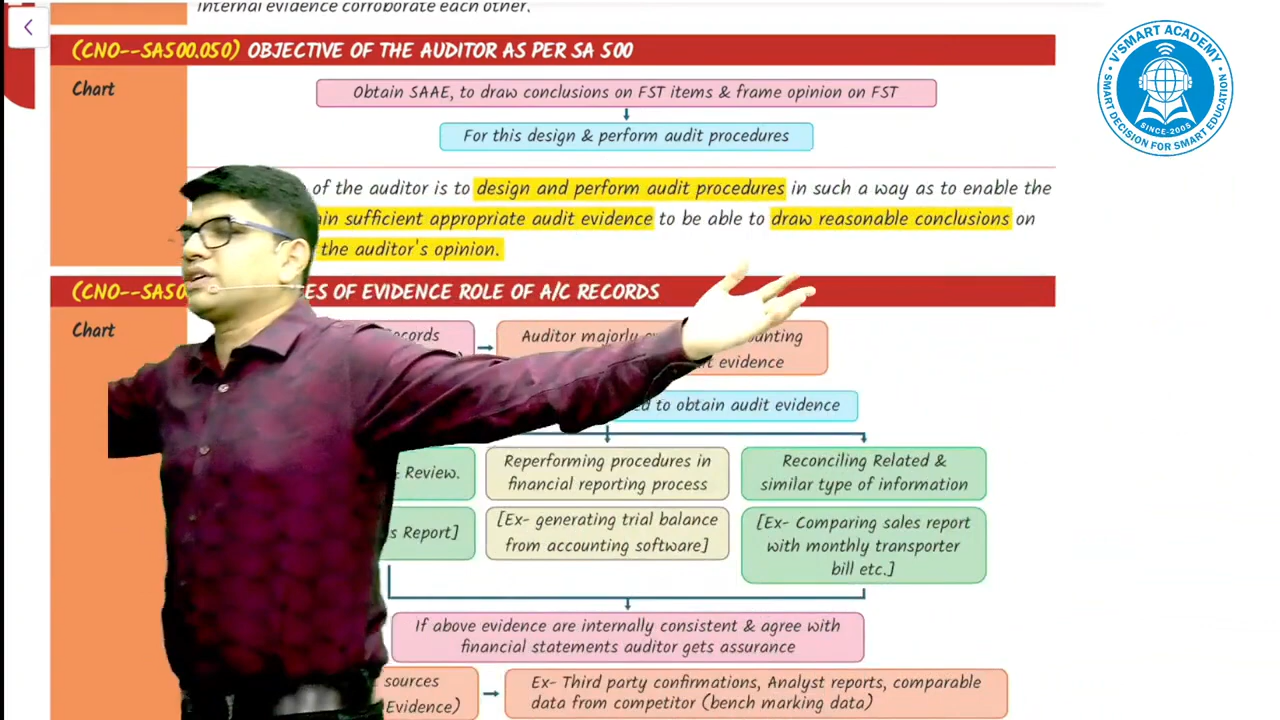 internal evidence corroborate each other.
(CNO--SA500.050) OBJECTIVE OF THE AUDITOR AS PER SA 500
Chart
Obtain SAAE, to draw conclusions on FST items & frame opinion on FST
For this design & perform audit procedures
of the auditor is to design and perform audit procedures in such a way as to enable the
sufficient appropriate audit evidence to be able to draw reasonable conclusions on
the auditor's opinion.
(CNO--SA50 OF EVIDENCE ROLE OF A/C RECORDS
Chart
Auditor majorly
evidence
to obtain audit evidence
Review.
Reperforming procedures in
financial reporting process
Reconciling Related &
similar type of information
Report]
[Ex- generating trial balance
from accounting software]
[Ex- Comparing sales report
with monthly transporter
bill etc.]
If above evidence are internally consistent & agree with
financial statements auditor gets assurance
sources
Evidence)
Ex- Third party confirmations, Analyst reports, comparable
data from competitor (bench marking data)
V'SMART ACADEMY
SINCE-2005
SMART DECISION FOR SMART EDUCATION